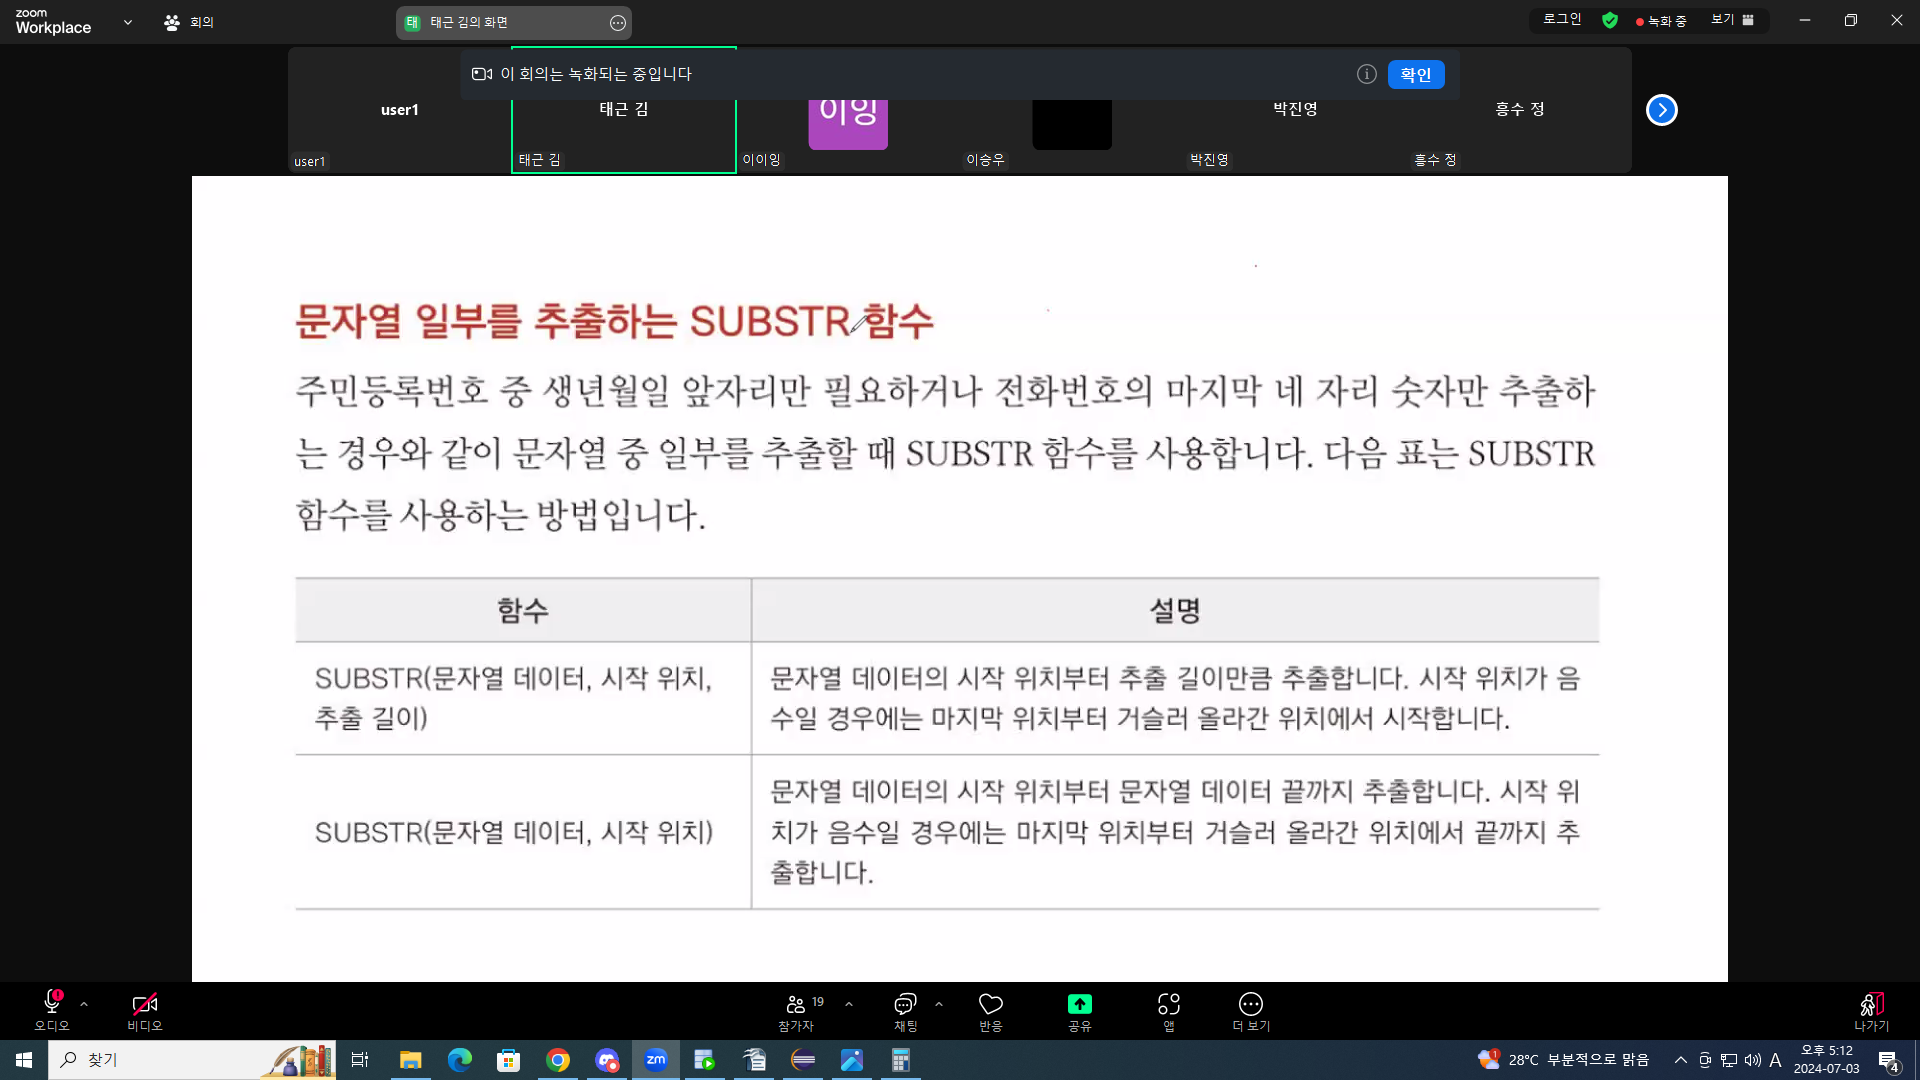 zoom
Workplace
회의
태 태근 김의 화면
로그인
녹화 중
보기
이 회의는 녹화되는 중입니다
확인
user1
태근 김
이잉
박진영
흥수 정
user1
태근 김
이이잉
이승우
박진영
흥수 정
문자열 일부를 추출하는 SUBSTR 함수
주민등록번호 중 생년월일 앞자리만 필요하거나 전화번호의 마지막 네 자리 숫자만 추출하
는 경우와 같이 문자열 중 일부를 추출할 때 SUBSTR 함수를 사용합니다. 다음 표는 SUBSTR
함수를 사용하는 방법입니다.
함수
설명
SUBSTR(문자열 데이터, 시작 위치,
추출 길이)
문자열 데이터의 시작 위치부터 추출 길이만큼 추출합니다. 시작 위치가 음
수일 경우에는 마지막 위치부터 거슬러 올라간 위치에서 시작합니다.
SUBSTR(문자열 데이터, 시작 위치)
문자열 데이터의 시작 위치부터 문자열 데이터 끝까지 추출합니다. 시작 위
치가 음수일 경우에는 마지막 위치부터 거슬러 올라간 위치에서 끝까지 추
출합니다.
오디오
비디오
19
참가자
채팅
반응
공유
앱
더 보기
나가기
찾기
zm
1
28°C 부분적으로 맑음
A
오후 5:12
2024-07-03
4